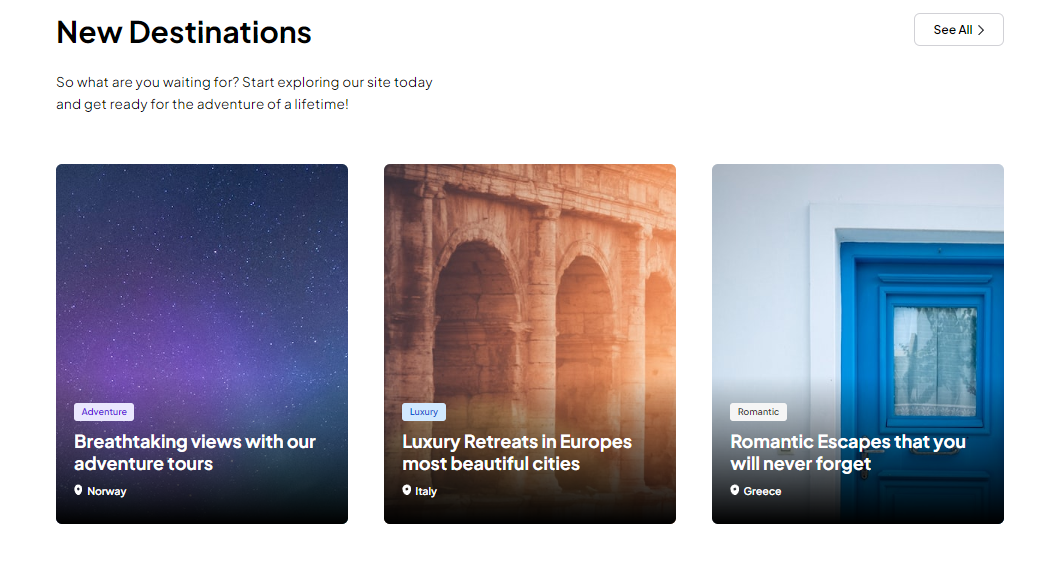 New Destinations
See All
So what are you waiting for? Start exploring our site today
and get ready for the adventure of a lifetime!
Adventure
Breathtaking views with our
adventure tours
Norway
Luxury
Luxury Retreats in Europes
most beautiful cities
Italy
Romantic
Romantic Escapes that you
will never forget
Greece